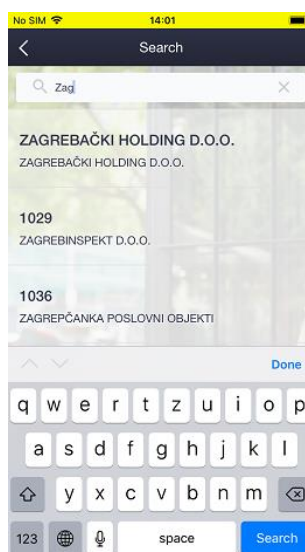 No SIM 14:01
Search
Zag
ZAGREBAČKI HOLDING D.O.O.
ZAGREBAČKI HOLDING D.O.O.
1029
ZAGREBINSPEKT D.O.O.
1036
ZAGREPČANKA POSLOVNI OBJEKTI
Done
q w e r t z u i o p
a s d f g h j k l
y x c v b n m
123 space Search